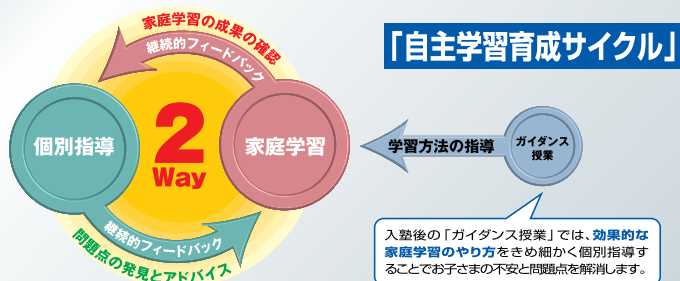 「自主学習育成サイクル」
家庭学習の成果の確認
継続的フィードバック
個別指導
2
Way
家庭学習
学習方法の指導
ガイダンス
授業
継続的フィードバック
問題点の発見とアドバイス
入塾後の「ガイダンス授業」では、効果的な
家庭学習のやり方をきめ細かく個別指導す
ることでお子さまの不安と問題点を解消します。